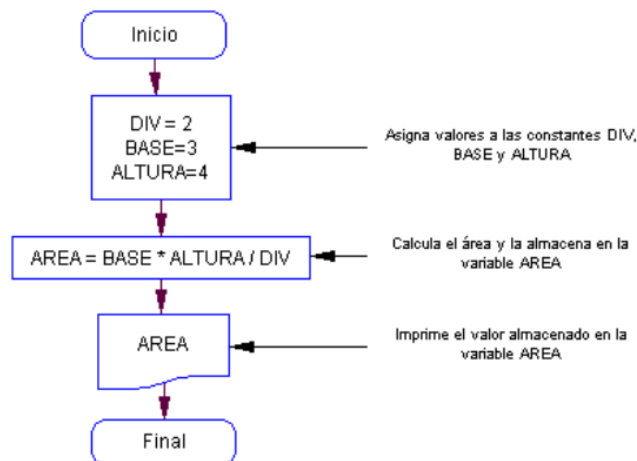 Inicio
DIV = 2
BASE=3
ALTURA=4
Asigna valores a las constantes DIV,
BASE y ALTURA
AREA = BASE * ALTURA / DIV
Calcula el área y la almacena en la
variable AREA
AREA
Imprime el valor almacenado en la
variable AREA
Final